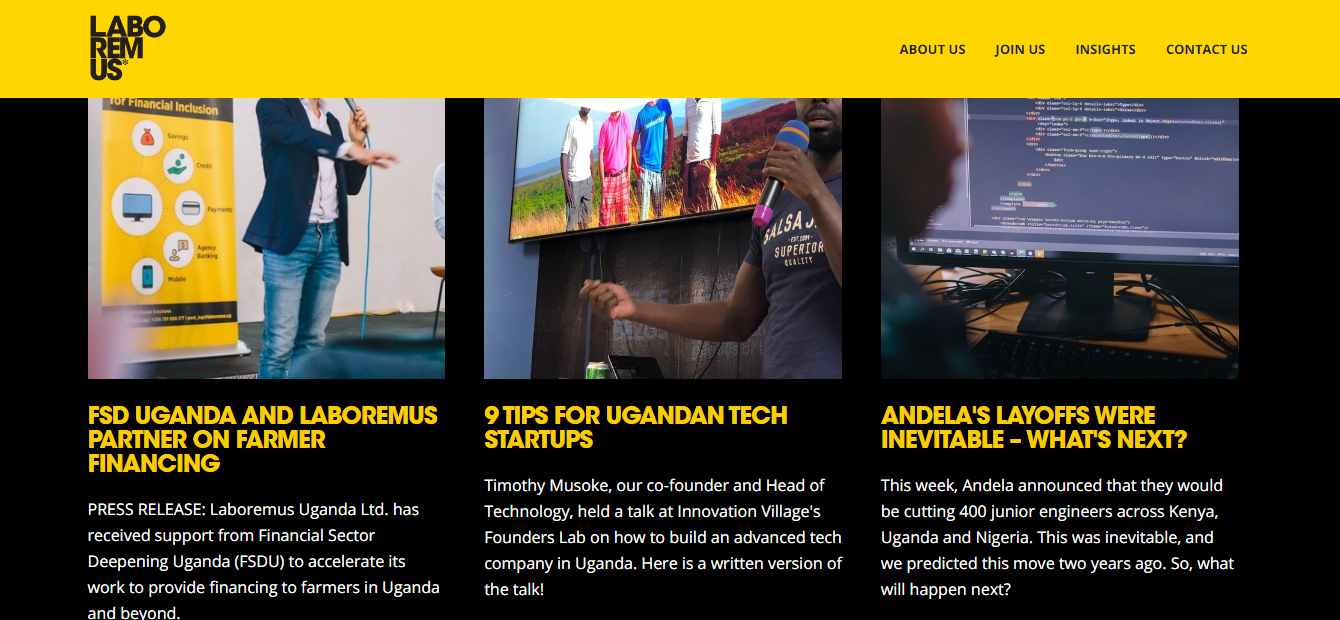 LABO
REM
US*
ABOUT US
JOIN US
INSIGHTS
CONTACT US
for Financial Inclusion
Savings
Credit
Payments
Agency
Banking
Mobile
SALSA J
EST. 1994
SUPERIOR
QUALITY
FSD UGANDA AND LABOREMUS
PARTNER ON FARMER
FINANCING
PRESS RELEASE: Laboremus Uganda Ltd. has
received support from Financial Sector
Deepening Uganda (FSDU) to accelerate its
work to provide financing to farmers in Uganda
and beyond.
9 TIPS FOR UGANDAN TECH
STARTUPS
Timothy Musoke, our co-founder and Head of
Technology, held a talk at Innovation Village's
Founders Lab on how to build an advanced tech
company in Uganda. Here is a written version of
the talk!
ANDELA'S LAYOFFS WERE
INEVITABLE – WHAT'S NEXT?
This week, Andela announced that they would
be cutting 400 junior engineers across Kenya,
Uganda and Nigeria. This was inevitable, and
we predicted this move two years ago. So, what
will happen next?